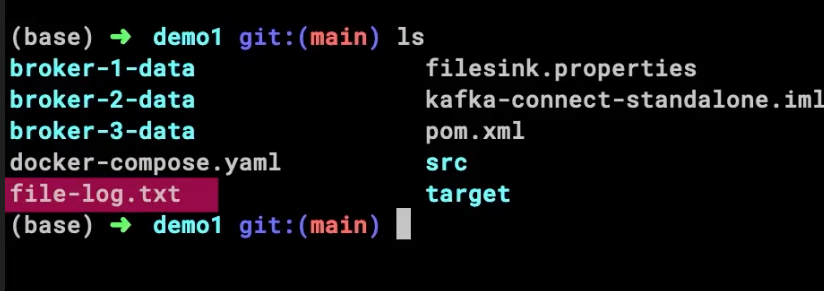 (base) ➜ demo1 git:(main) ls
broker-1-data filesink.properties
broker-2-data kafka-connect-standalone.iml
broker-3-data pom.xml
docker-compose.yaml src
file-log.txt target
(base) ➜ demo1 git:(main)